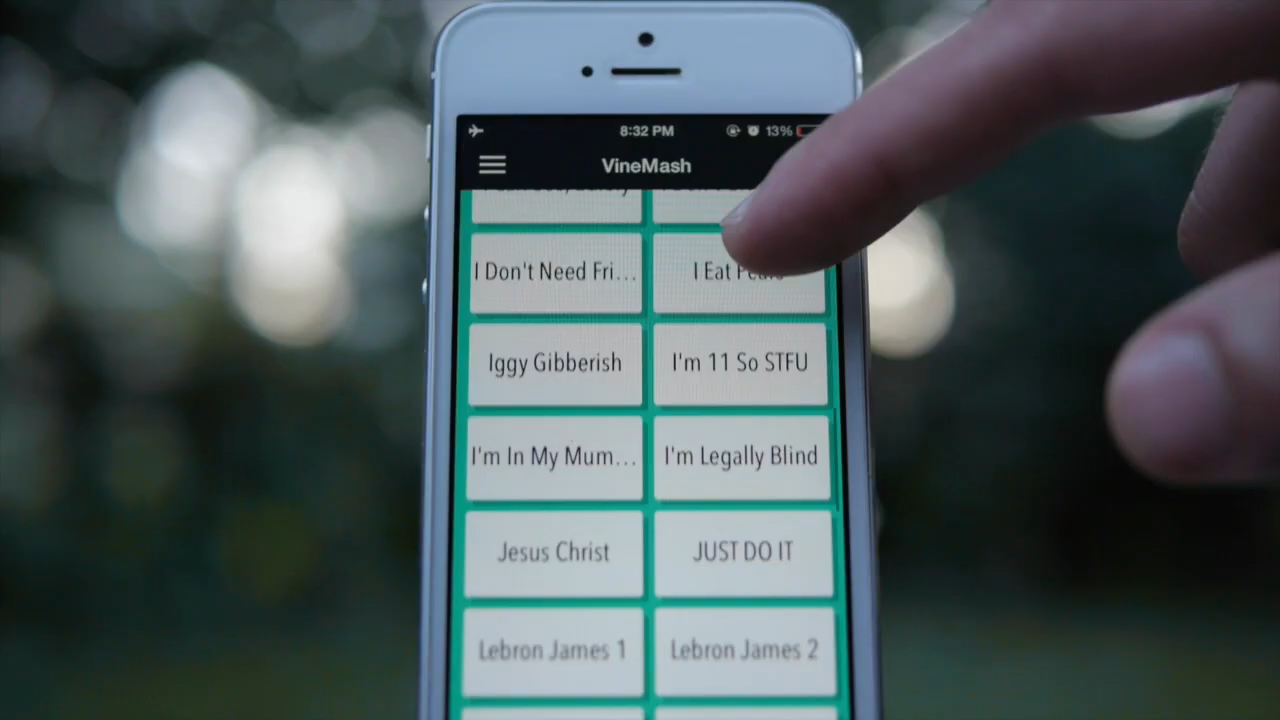 8:32 PM 13%
VineMash
I Don't Need Fri...
I Eat
Iggy Gibberish
I'm 11 So STFU
I'm In My Mum...
I'm Legally Blind
Jesus Christ
JUST DO IT
Lebron James 1
Lebron James 2